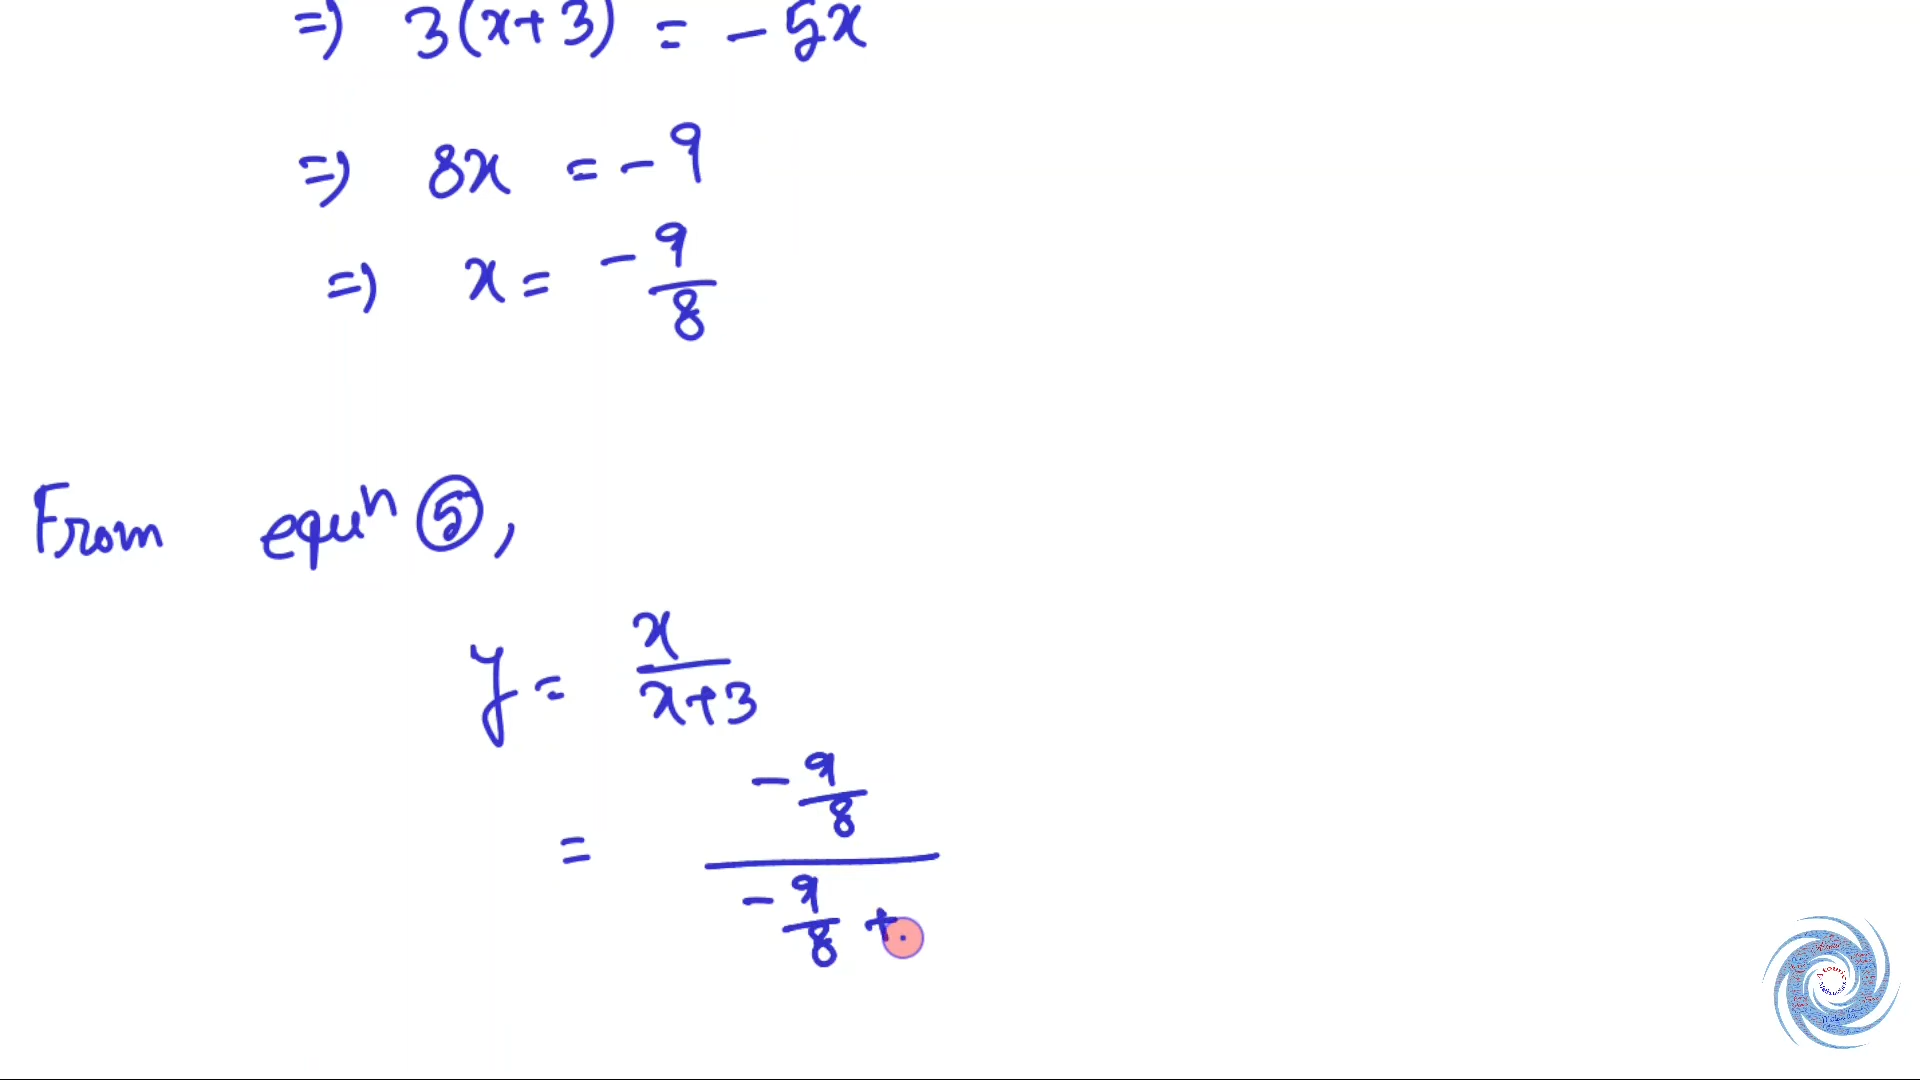 => 3(x+3) = -5x
=> 8x = -9
=> x = -9/8
From equⁿ ⑤,
y = x/(x+3)
= (-9/8)/(-9/8 +